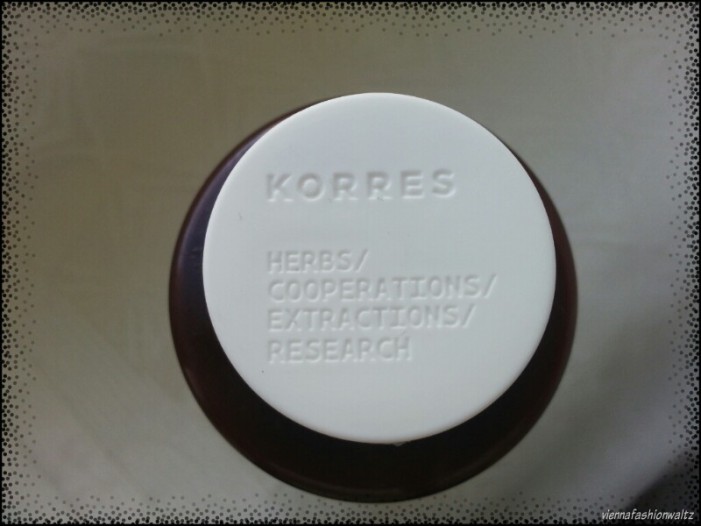 KORRES
HERBS/
COOPERATIONS/
EXTRACTIONS/
RESEARCH
viennafashionwaltz